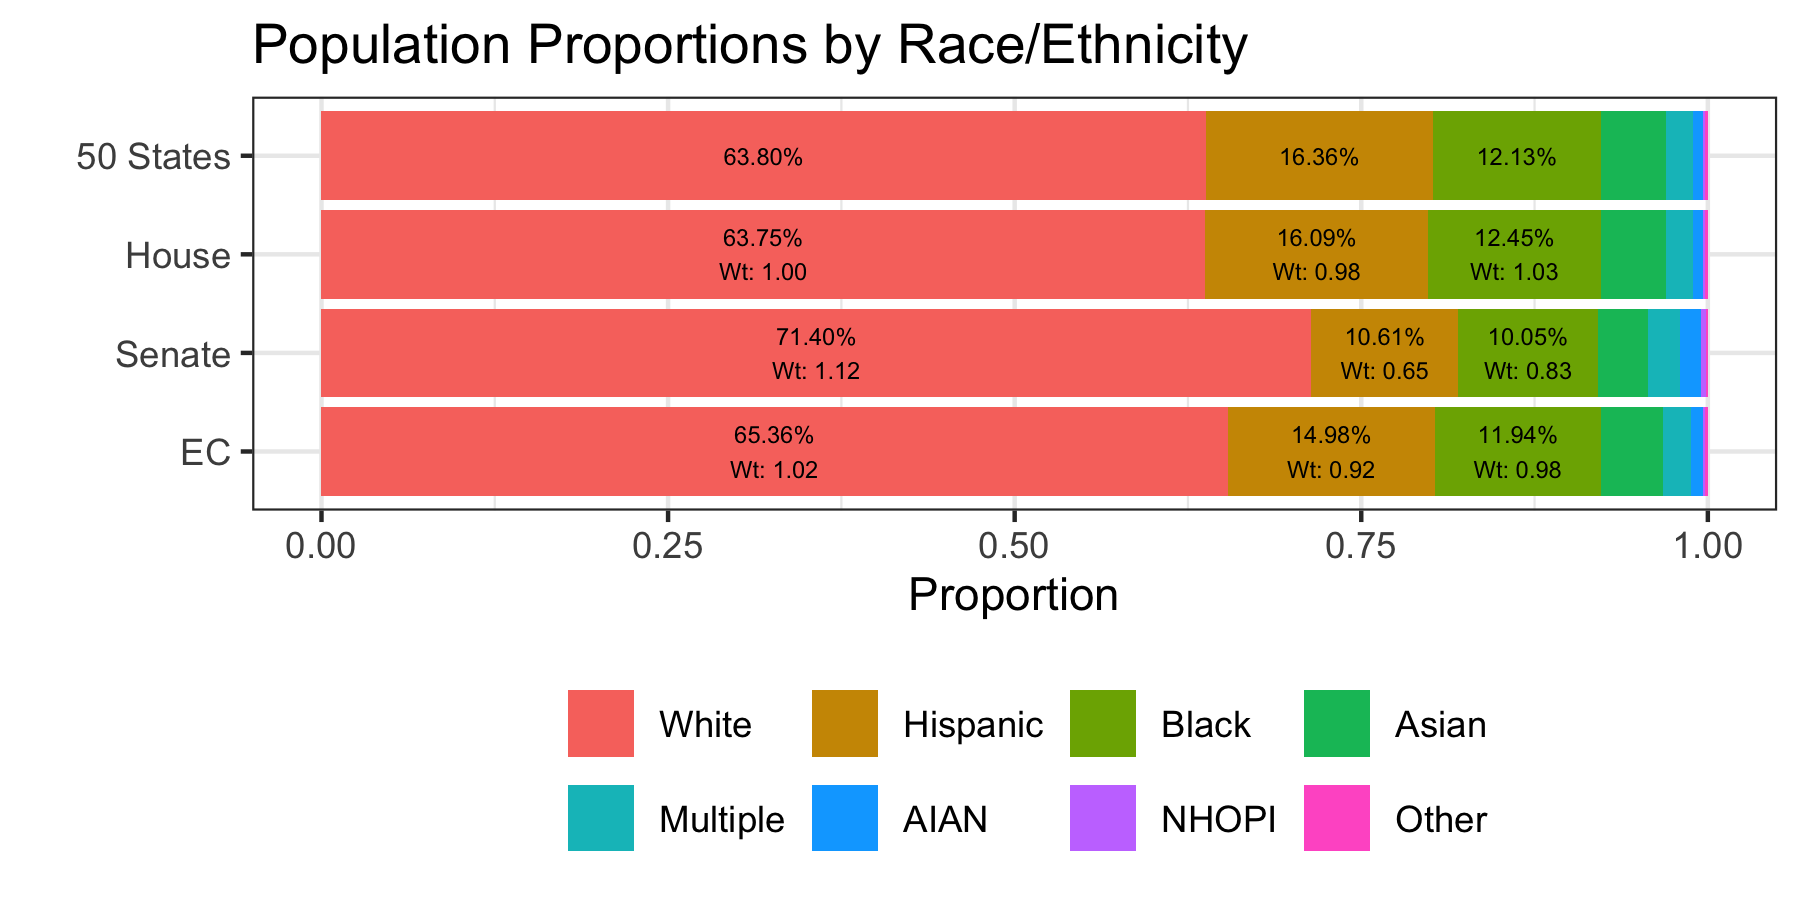 Population Proportions by Race/Ethnicity
50 States
63.80%
16.36%
12.13%
House
63.75%
Wt: 1.00
16.09%
Wt: 0.98
12.45%
Wt: 1.03
Senate
71.40%
Wt: 1.12
10.61%
Wt: 0.65
10.05%
Wt: 0.83
EC
65.36%
Wt: 1.02
14.98%
Wt: 0.92
11.94%
Wt: 0.98
0.00
0.25
0.50
0.75
1.00
Proportion
White
Hispanic
Black
Asian
Multiple
AIAN
NHOPI
Other